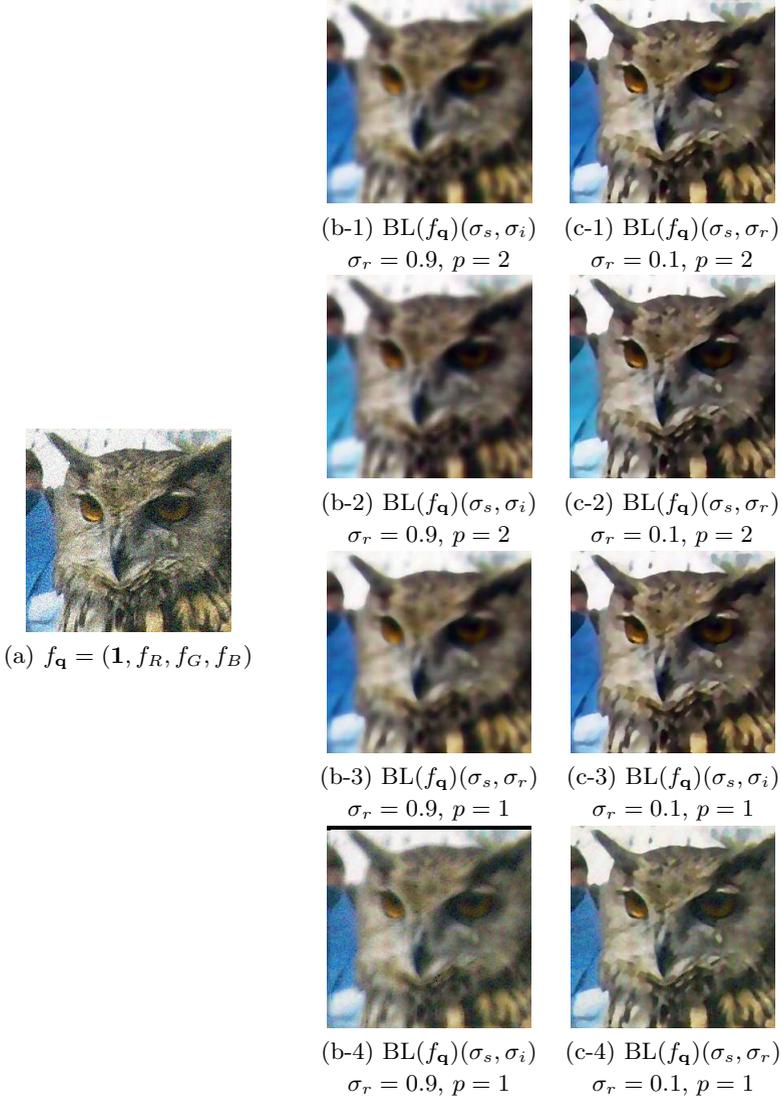 (b-1) BL(f_q)(σ_s, σ_i)
σ_r = 0.9, p = 2
(c-1) BL(f_q)(σ_s, σ_r)
σ_r = 0.1, p = 2
(b-2) BL(f_q)(σ_s, σ_i)
σ_r = 0.9, p = 2
(c-2) BL(f_q)(σ_s, σ_r)
σ_r = 0.1, p = 2
(a) f_q = (1, f_R, f_G, f_B)
(b-3) BL(f_q)(σ_s, σ_r)
σ_r = 0.9, p = 1
(c-3) BL(f_q)(σ_s, σ_i)
σ_r = 0.1, p = 1
(b-4) BL(f_q)(σ_s, σ_i)
σ_r = 0.9, p = 1
(c-4) BL(f_q)(σ_s, σ_r)
σ_r = 0.1, p = 1